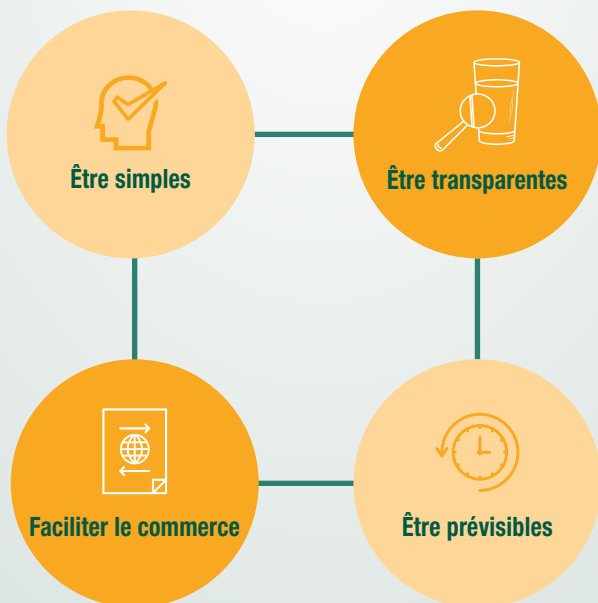 Être simples
Être transparentes
Faciliter le commerce
Être prévisibles